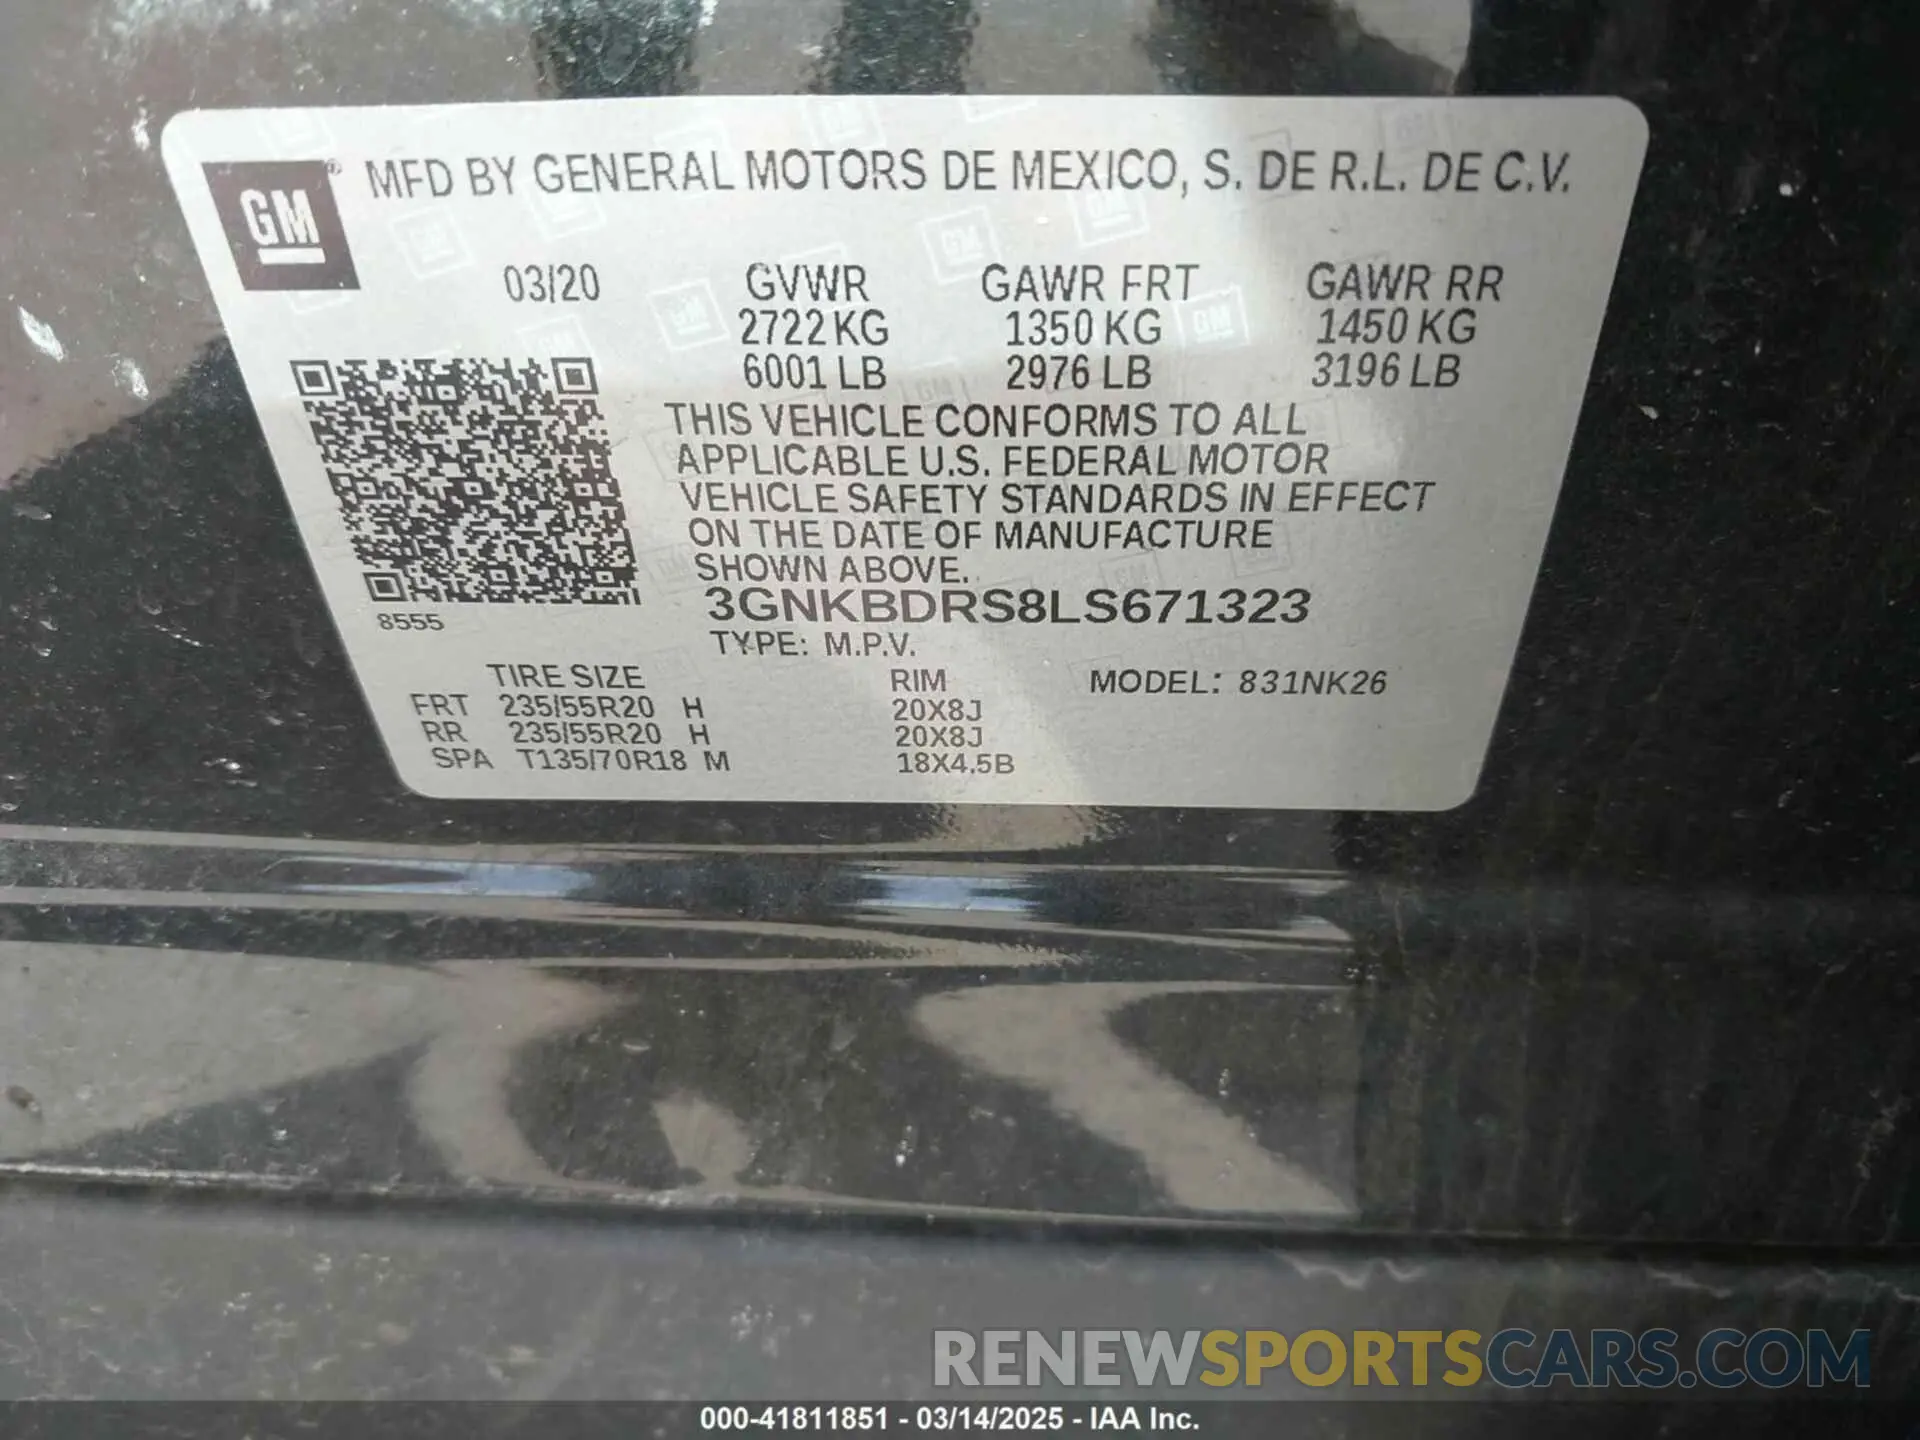 GM ® MFD BY GENERAL MOTORS DE MEXICO, S. DE R.L. DE C.V.
03/20 GVWR GAWR FRT GAWR RR
2722 KG 1350 KG 1450 KG
6001 LB 2976 LB 3196 LB
THIS VEHICLE CONFORMS TO ALL
APPLICABLE U.S. FEDERAL MOTOR
VEHICLE SAFETY STANDARDS IN EFFECT
ON THE DATE OF MANUFACTURE
SHOWN ABOVE.
3GNKBDRS8LS671323
8555
TYPE: M.P.V.
TIRE SIZE RIM MODEL: 831NK26
FRT 235/55R20 H 20X8J
RR 235/55R20 H 20X8J
SPA T135/70R18 M 18X4.5B
RENEWSPORTSCARS.COM
000-41811851 - 03/14/2025 - IAA Inc.